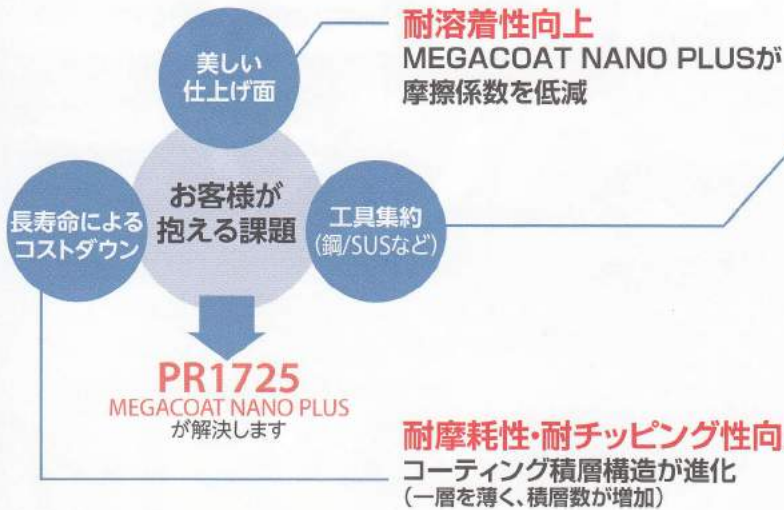 耐溶着性向上
MEGACOAT NANO PLUSが
摩擦係数を低減
美しい
仕上げ面
お客様が
抱える課題
長寿命による
コストダウン
工具集約
(鋼/SUSなど)
PR1725
MEGACOAT NANO PLUS
が解決します
耐摩耗性・耐チッピング性向
コーティング積層構造が進化
(一層を薄く、積層数が増加)